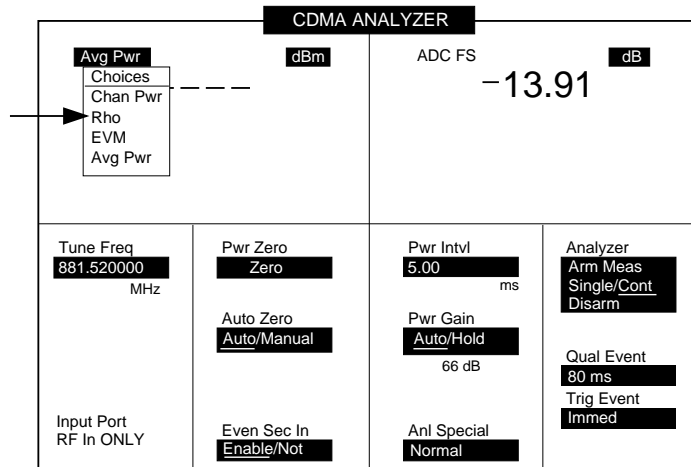 CDMA ANALYZER
Avg Pwr
dBm
Choices
Chan Pwr
Rho
EVM
Avg Pwr
ADC FS
dB
-13.91
Tune Freq
881.520000
MHz
Input Port
RF In ONLY
Pwr Zero
Zero
Auto Zero
Auto/Manual
Even Sec In
Enable/Not
Pwr Intvl
5.00
ms
Pwr Gain
Auto/Hold
66 dB
Anl Special
Normal
Analyzer
Arm Meas
Single/Cont
Disarm
Qual Event
80 ms
Trig Event
Immed